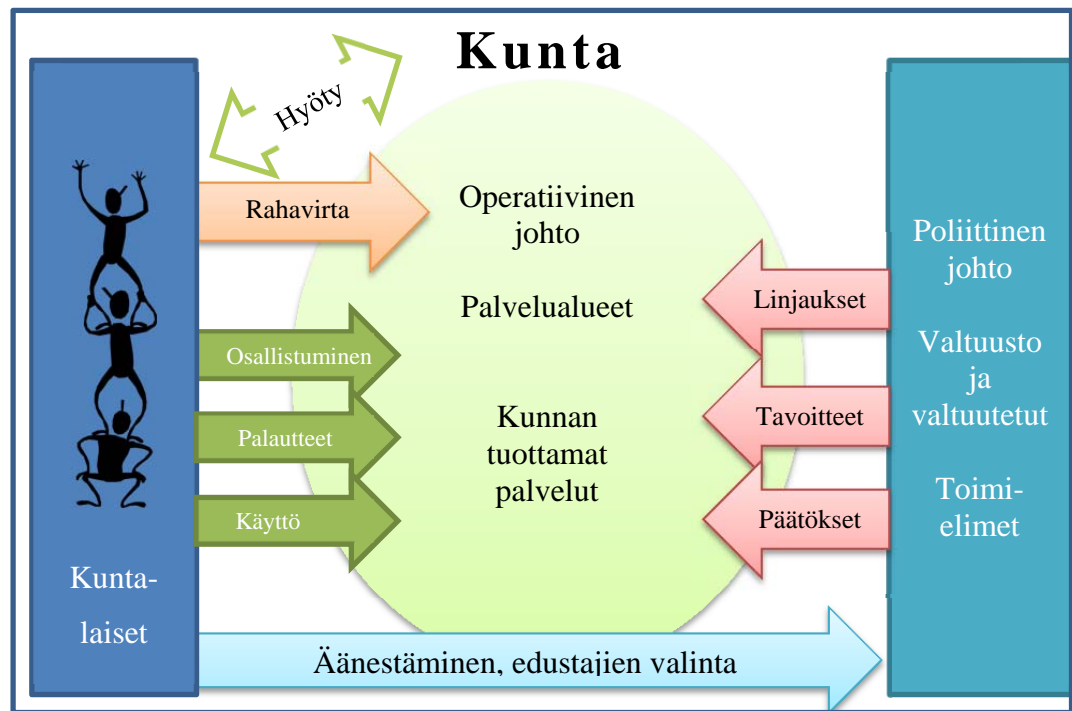 Kunta
Hyöty
Rahavirta
Operatiivinen
johto
Palvelualueet
Kunnan
tuottamat
palvelut
Osallistuminen
Palautteet
Käyttö
Kunta-
laiset
Linjaukset
Tavoitteet
Päätökset
Poliittinen
johto
Valtuusto
ja
valtuutetut
Toimi-
elimet
Äänestäminen, edustajien valinta